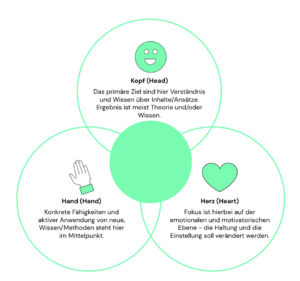 Kopf (Head)
Das primäre Ziel sind hier Verständnis
und Wissen über Inhalte/Ansätze.
Ergebnis ist meist Theorie und/oder
Wissen.
Hand (Hand)
Konkrete Fähigkeiten und
aktiver Anwendung von neue,
Wissen/Methoden steht hier
im Mittelpunkt.
Herz (Heart)
Fokus ist hierbei auf der
emotionalen und motivatorischen
Ebene - die Haltung und die
Einstellung soll verändert werden.